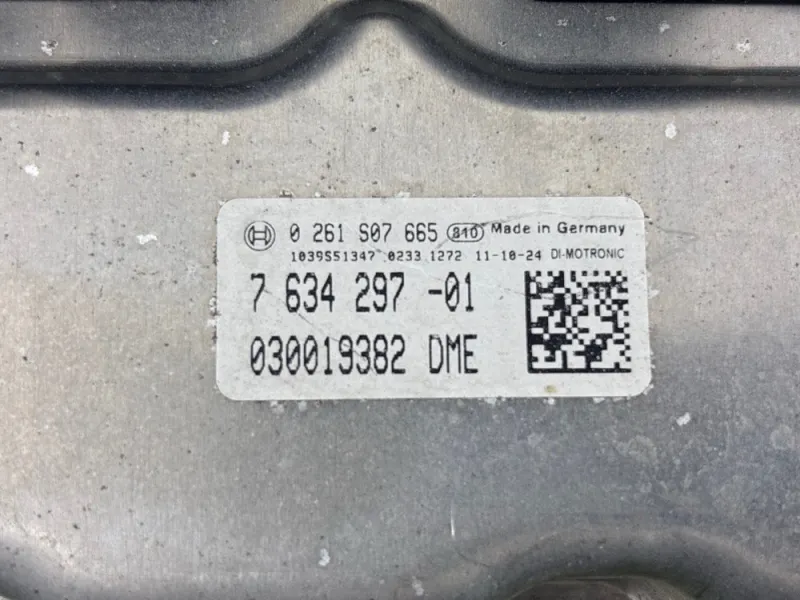 0 261 S07 665 810 Made in Germany
1039S51347 0233 1272 11-10-24 DI-MOTRONIC
7 634 297 -01
030019382 DME